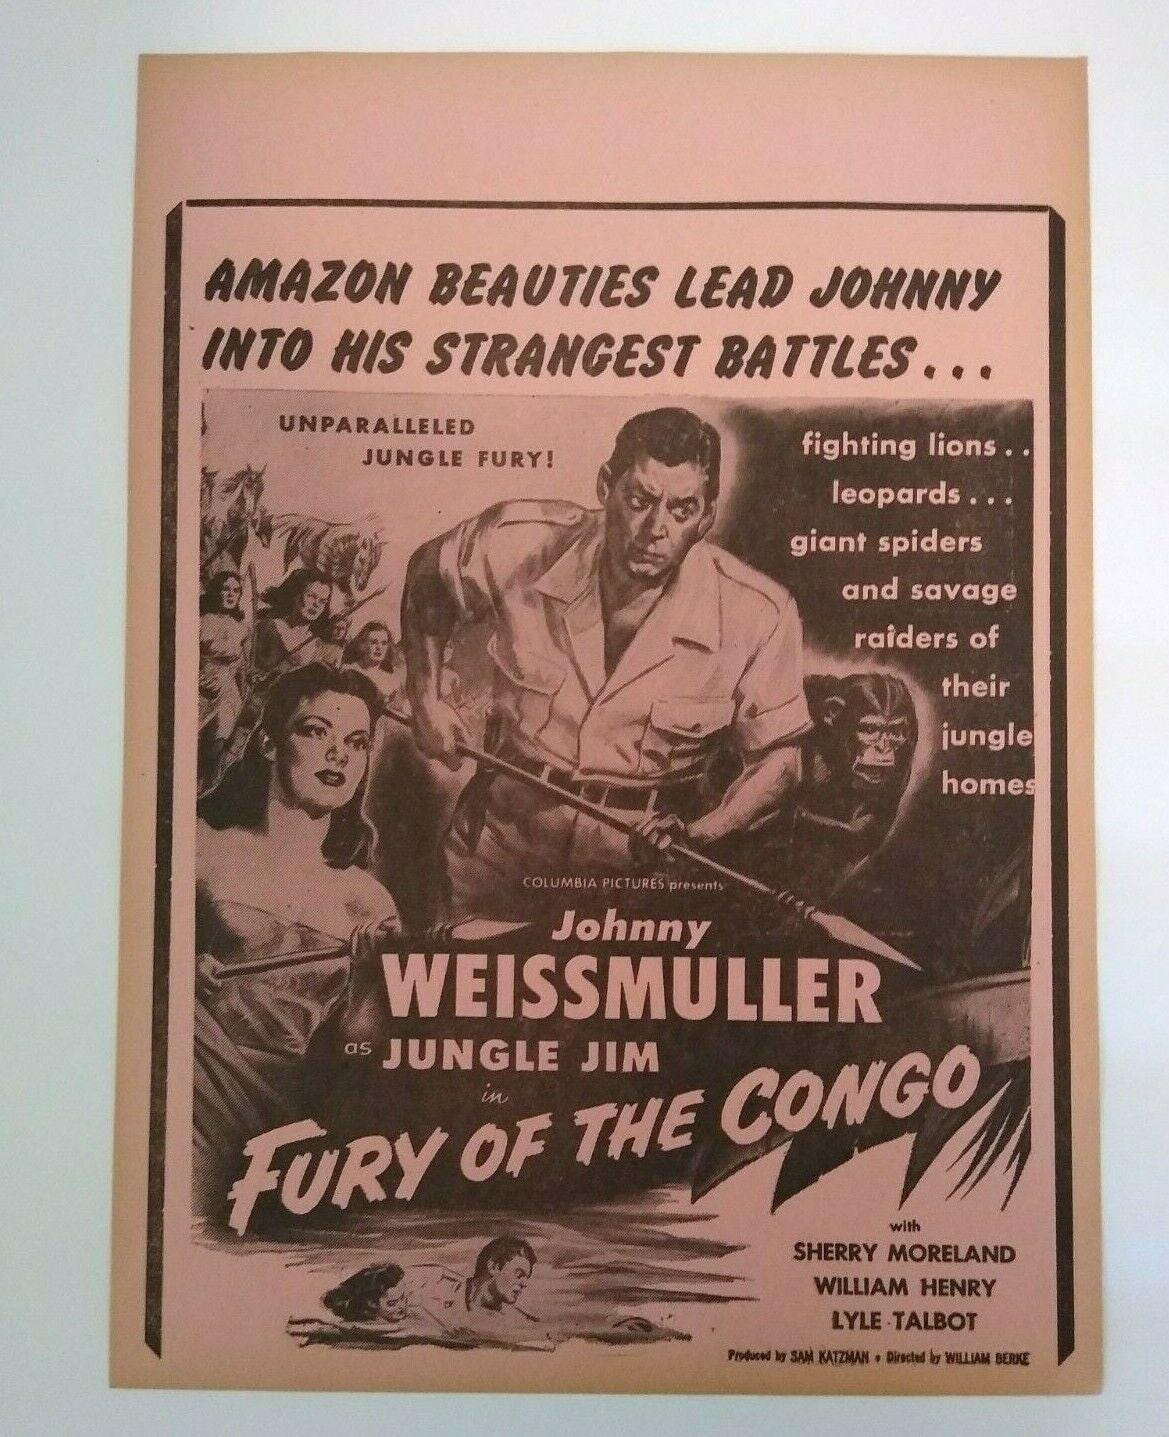 AMAZON BEAUTIES LEAD JOHNNY
INTO HIS STRANGEST BATTLES...
UNPARALLELED
JUNGLE FURY!
fighting lions..
leopards...
giant spiders
and savage
raiders of
their
jungle
homes
COLUMBIA PICTURES presents
Johnny
WEISSMULLER
as JUNGLE JIM
in
FURY OF THE CONGO
with
SHERRY MORELAND
WILLIAM HENRY
LYLE TALBOT
Produced by SAM KATZMAN • Directed by WILLIAM BERKE